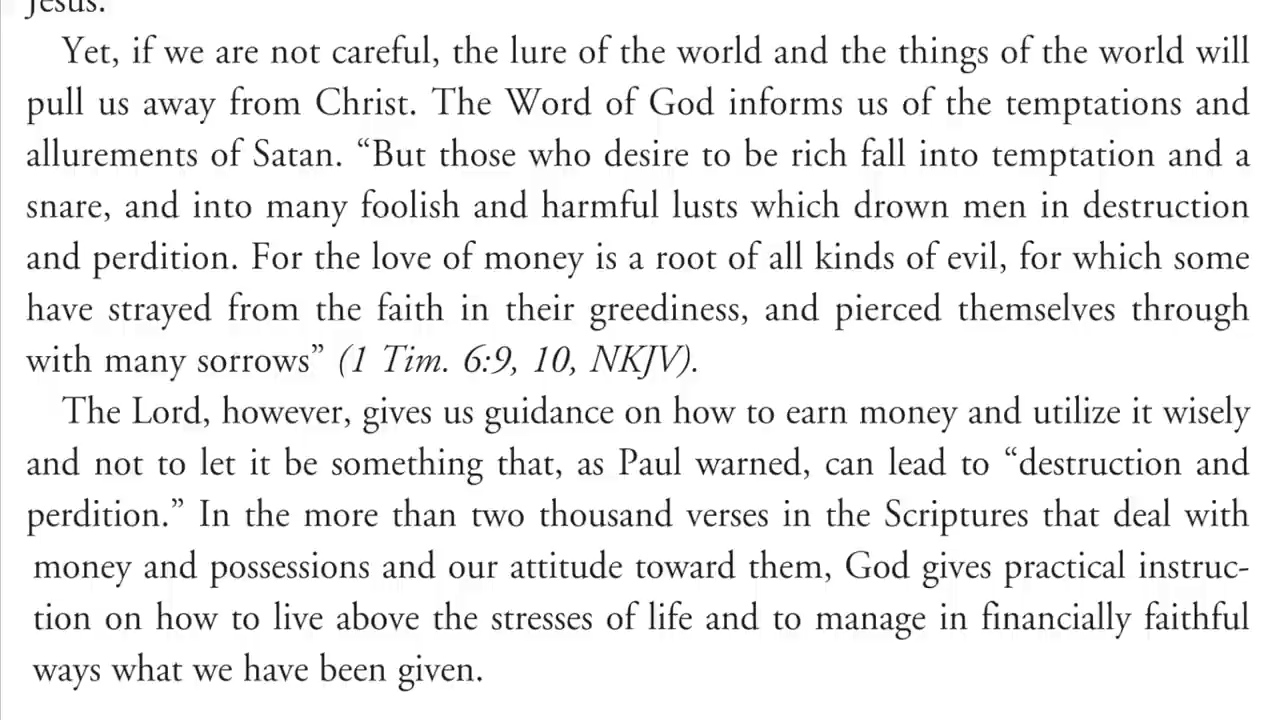 Jesus.
Yet, if we are not careful, the lure of the world and the things of the world will
pull us away from Christ. The Word of God informs us of the temptations and
allurements of Satan. “But those who desire to be rich fall into temptation and a
snare, and into many foolish and harmful lusts which drown men in destruction
and perdition. For the love of money is a root of all kinds of evil, for which some
have strayed from the faith in their greediness, and pierced themselves through
with many sorrows” (1 Tim. 6:9, 10, NKJV).
The Lord, however, gives us guidance on how to earn money and utilize it wisely
and not to let it be something that, as Paul warned, can lead to “destruction and
perdition.” In the more than two thousand verses in the Scriptures that deal with
money and possessions and our attitude toward them, God gives practical instruc-
tion on how to live above the stresses of life and to manage in financially faithful
ways what we have been given.